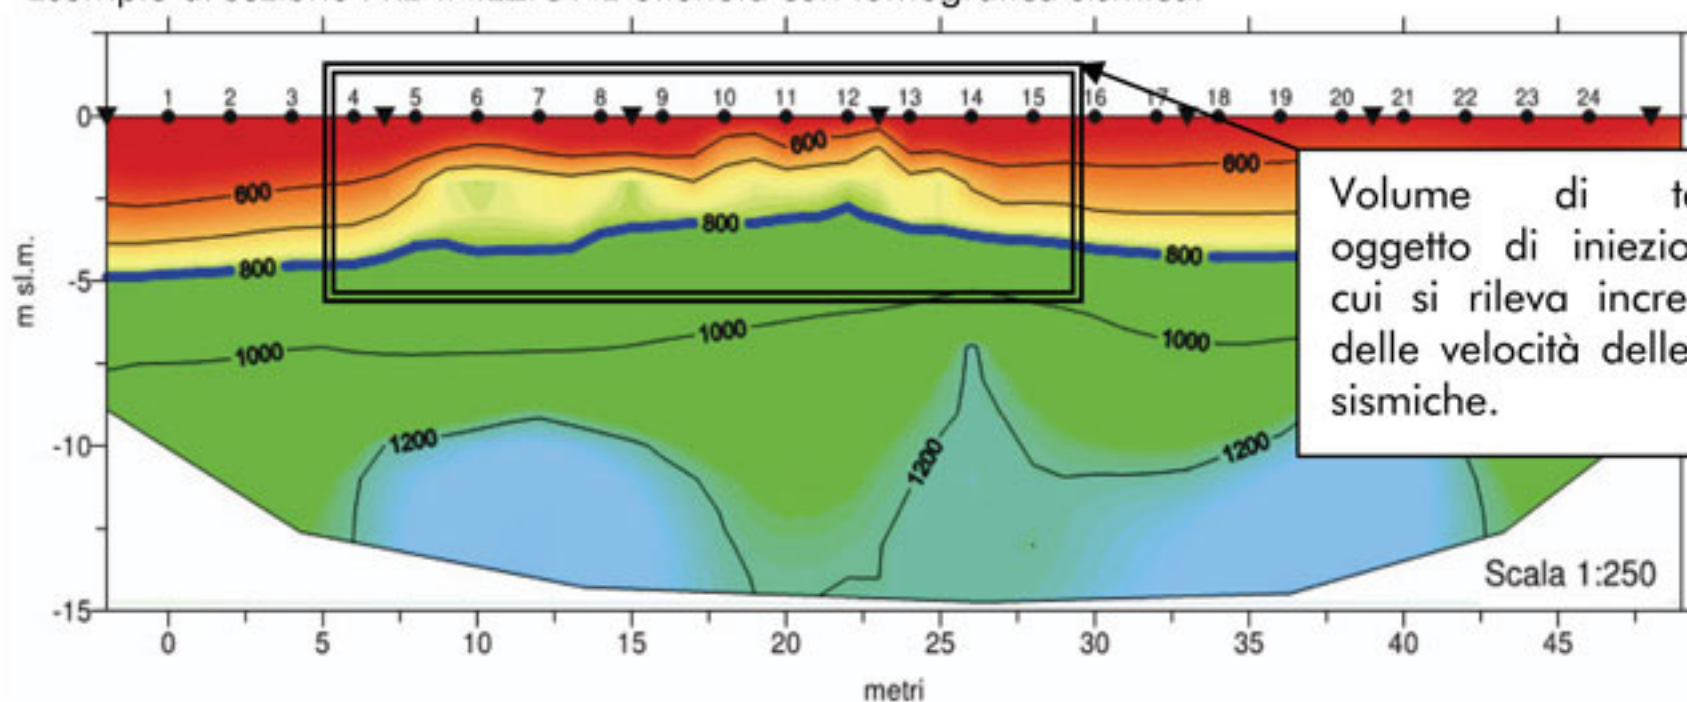 1 2 3 4 5 6 7 8 9 10 11 12 13 14 15 16 17 18 19 20 21 22 23 24
0
600
600
600
Volume di
oggetto di
800
800
800
cui si rileva
-5
m sl.m.
1000
1000
1000
delle velocità delle
sismiche.
-10
1200
1200
1200
Scala 1:250
-15
0 5 10 15 20 25 30 35 40 45
metri